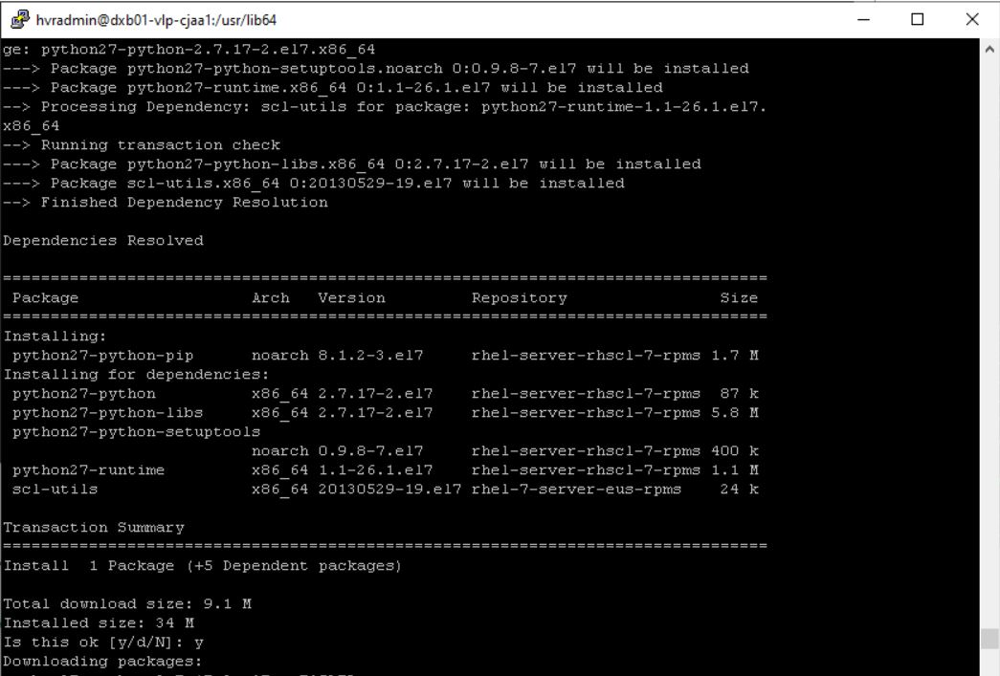 hvradmin@dxb01-vlp-cjaa1:/usr/lib64
ge: python27-python-2.7.17-2.el7.x86_64
---> Package python27-python-setuptools.noarch 0:0.9.8-7.el7 will be installed
---> Package python27-runtime.x86_64 0:1.1-26.1.el7 will be installed
--> Processing Dependency: scl-utils for package: python27-runtime-1.1-26.1.el7.
x86_64
--> Running transaction check
---> Package python27-python-libs.x86_64 0:2.7.17-2.el7 will be installed
---> Package scl-utils.x86_64 0:20130529-19.el7 will be installed
--> Finished Dependency Resolution
Dependencies Resolved
================================================================================
Package Arch Version Repository Size
================================================================================
Installing:
python27-python-pip noarch 8.1.2-3.el7 rhel-server-rhscl-7-rpms 1.7 M
Installing for dependencies:
python27-python x86_64 2.7.17-2.el7 rhel-server-rhscl-7-rpms 87 k
python27-python-libs x86_64 2.7.17-2.el7 rhel-server-rhscl-7-rpms 5.8 M
python27-python-setuptools
noarch 0.9.8-7.el7 rhel-server-rhscl-7-rpms 400 k
python27-runtime x86_64 1.1-26.1.el7 rhel-server-rhscl-7-rpms 1.1 M
scl-utils x86_64 20130529-19.el7 rhel-7-server-eus-rpms 24 k
Transaction Summary
================================================================================
Install 1 Package (+5 Dependent packages)
Total download size: 9.1 M
Installed size: 34 M
Is this ok [y/d/N]: y
Downloading packages: